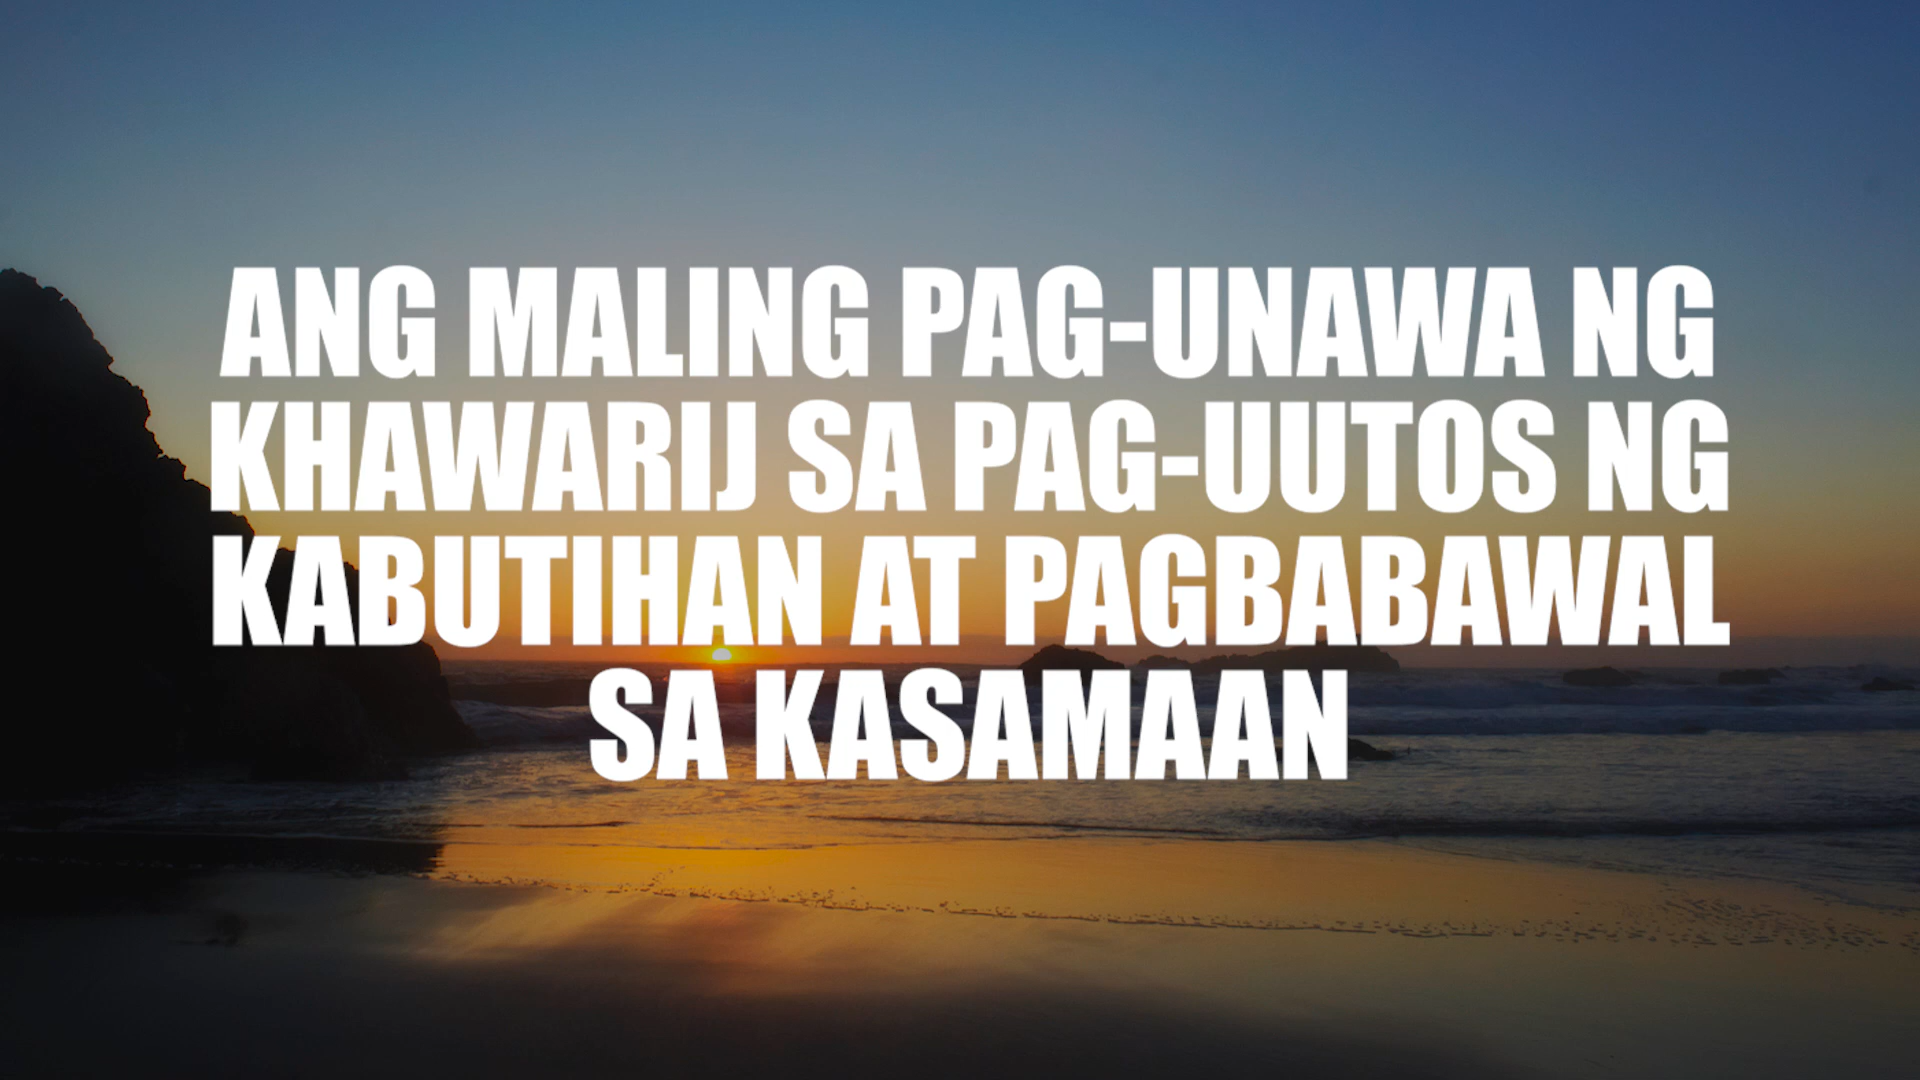 ANG MALING PAG-UNAWA NG
KHAWARIJ SA PAG-UUTOS NG
KABUTIHAN AT PAGBABAWAL
SA KASAMAAN